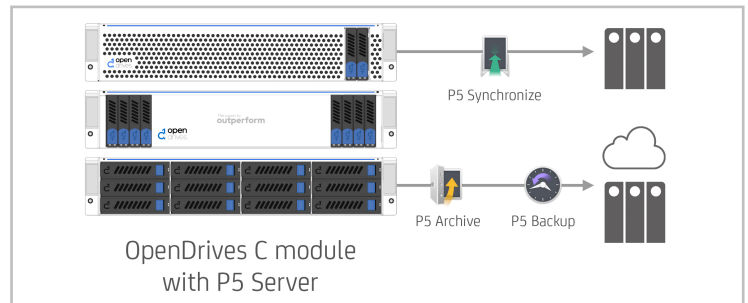 open
drives
P5 Synchronize
outperform
open
drives
P5 Archive
P5 Backup
OpenDrives C module
with P5 Server